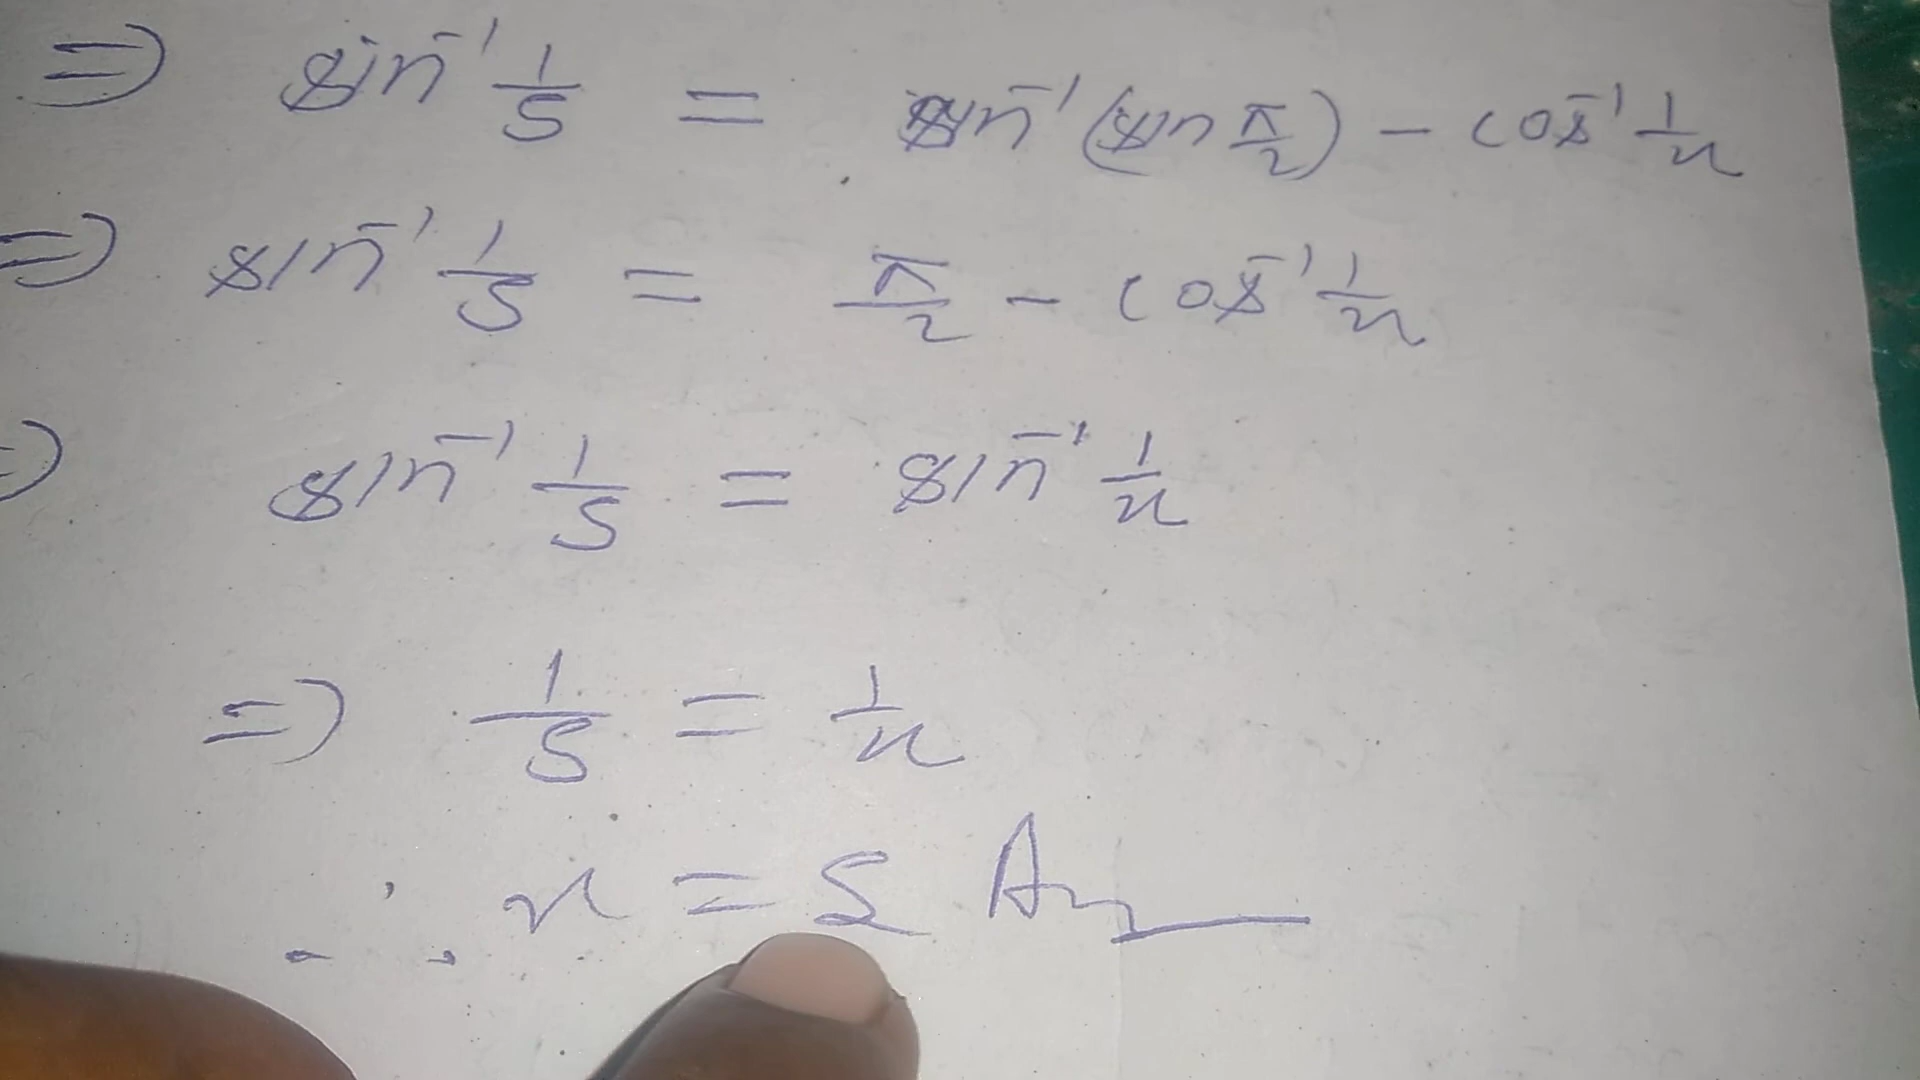 ⇒ sin⁻¹ 1/5 = sin⁻¹ (sin π/2) - cos⁻¹ 1/x
⇒ sin⁻¹ 1/5 = π/2 - cos⁻¹ 1/x
⇒ sin⁻¹ 1/5 = sin⁻¹ 1/x
⇒ 1/5 = 1/x
∴ x = 5 Ans